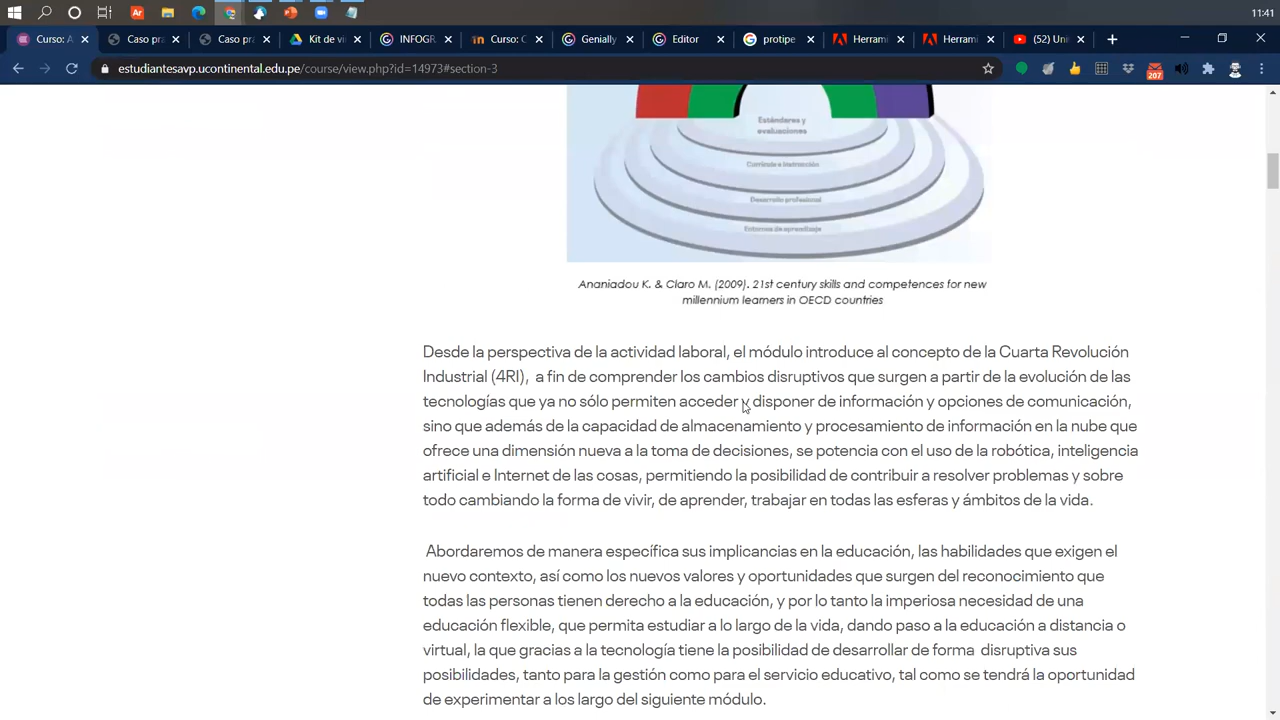 11:41
Curso: A
Caso pra
Caso pra
Kit de vi
INFOGR
Curso: C
Genially
Editor
protipe
Herrami
Herrami
(52) Uni
estudiantesavp.ucontinental.edu.pe/course/view.php?id=14973#section-3
207
Estándares y
evaluaciones
Currículo e instrucción
Desarrollo profesional
Entornos de aprendizaje
Ananiadou K. & Claro M. (2009). 21st century skills and competences for new
millennium learners in OECD countries
Desde la perspectiva de la actividad laboral, el módulo introduce al concepto de la Cuarta Revolución
Industrial (4RI), a fin de comprender los cambios disruptivos que surgen a partir de la evolución de las
tecnologías que ya no sólo permiten acceder y disponer de información y opciones de comunicación,
sino que además de la capacidad de almacenamiento y procesamiento de información en la nube que
ofrece una dimensión nueva a la toma de decisiones, se potencia con el uso de la robótica, inteligencia
artificial e Internet de las cosas, permitiendo la posibilidad de contribuir a resolver problemas y sobre
todo cambiando la forma de vivir, de aprender, trabajar en todas las esferas y ámbitos de la vida.
Abordaremos de manera específica sus implicancias en la educación, las habilidades que exigen el
nuevo contexto, así como los nuevos valores y oportunidades que surgen del reconocimiento que
todas las personas tienen derecho a la educación, y por lo tanto la imperiosa necesidad de una
educación flexible, que permita estudiar a lo largo de la vida, dando paso a la educación a distancia o
virtual, la que gracias a la tecnología tiene la posibilidad de desarrollar de forma disruptiva sus
posibilidades, tanto para la gestión como para el servicio educativo, tal como se tendrá la oportunidad
de experimentar a los largo del siguiente módulo.